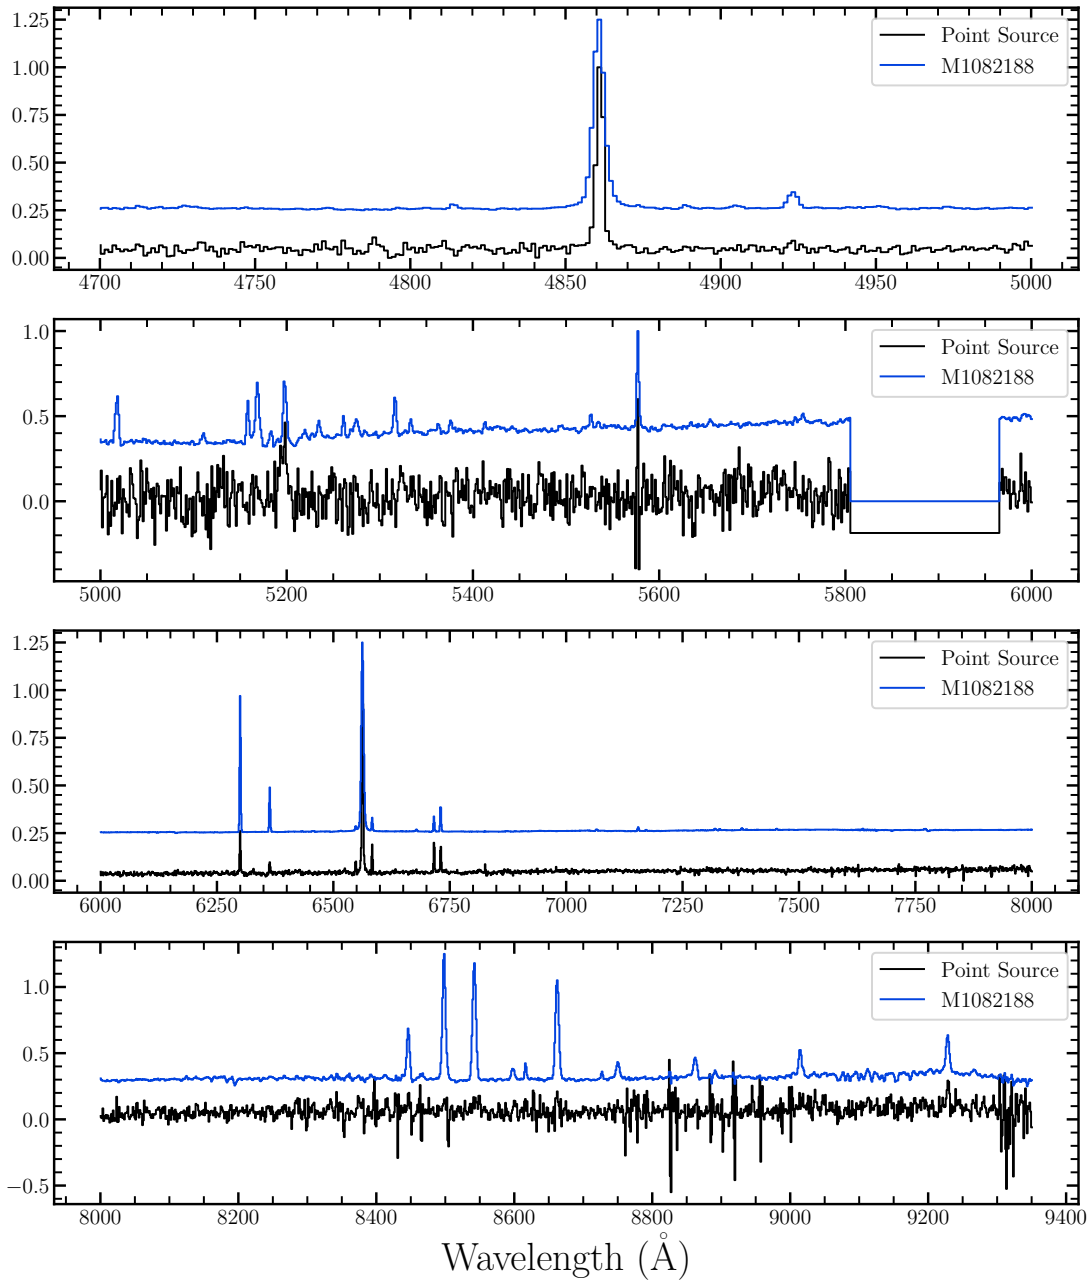 1.25
1.00
0.75
0.50
0.25
0.00
Point Source
M1082188
4700 4750 4800 4850 4900 4950 5000
1.0
0.5
0.0
Point Source
M1082188
5000 5200 5400 5600 5800 6000
1.25
1.00
0.75
0.50
0.25
0.00
Point Source
M1082188
6000 6250 6500 6750 7000 7250 7500 7750 8000
1.0
0.5
0.0
−0.5
Point Source
M1082188
8000 8200 8400 8600 8800 9000 9200 9400
Wavelength (Å)